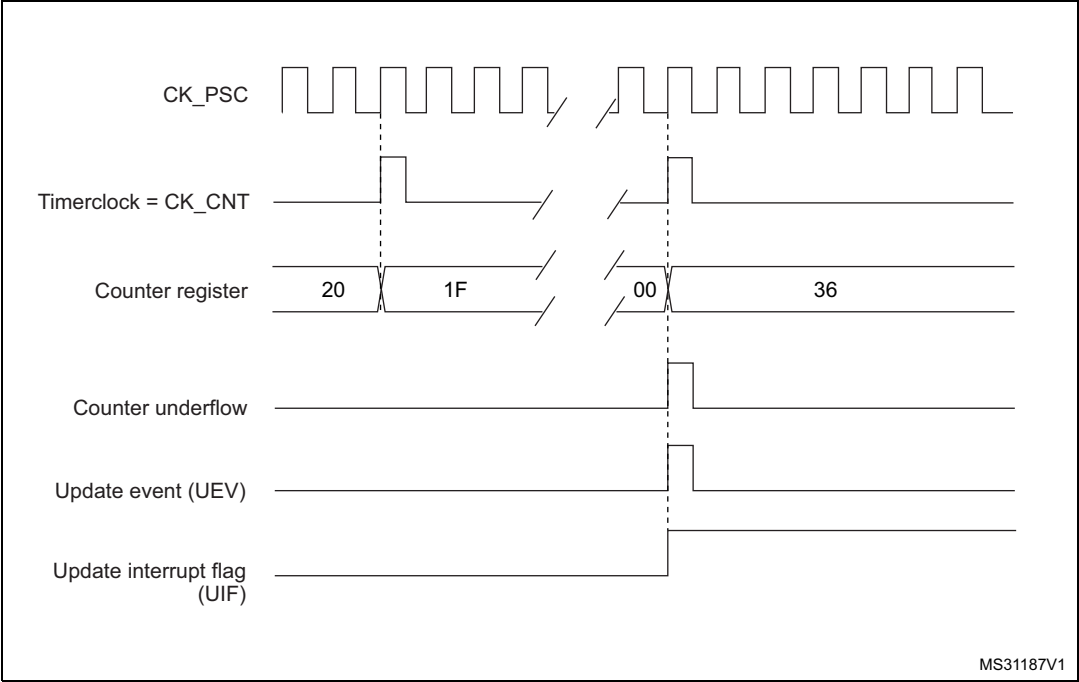 CK_PSC
Timerclock = CK_CNT
Counter register
20
1F
00
36
Counter underflow
Update event (UEV)
Update interrupt flag
(UIF)
MS31187V1